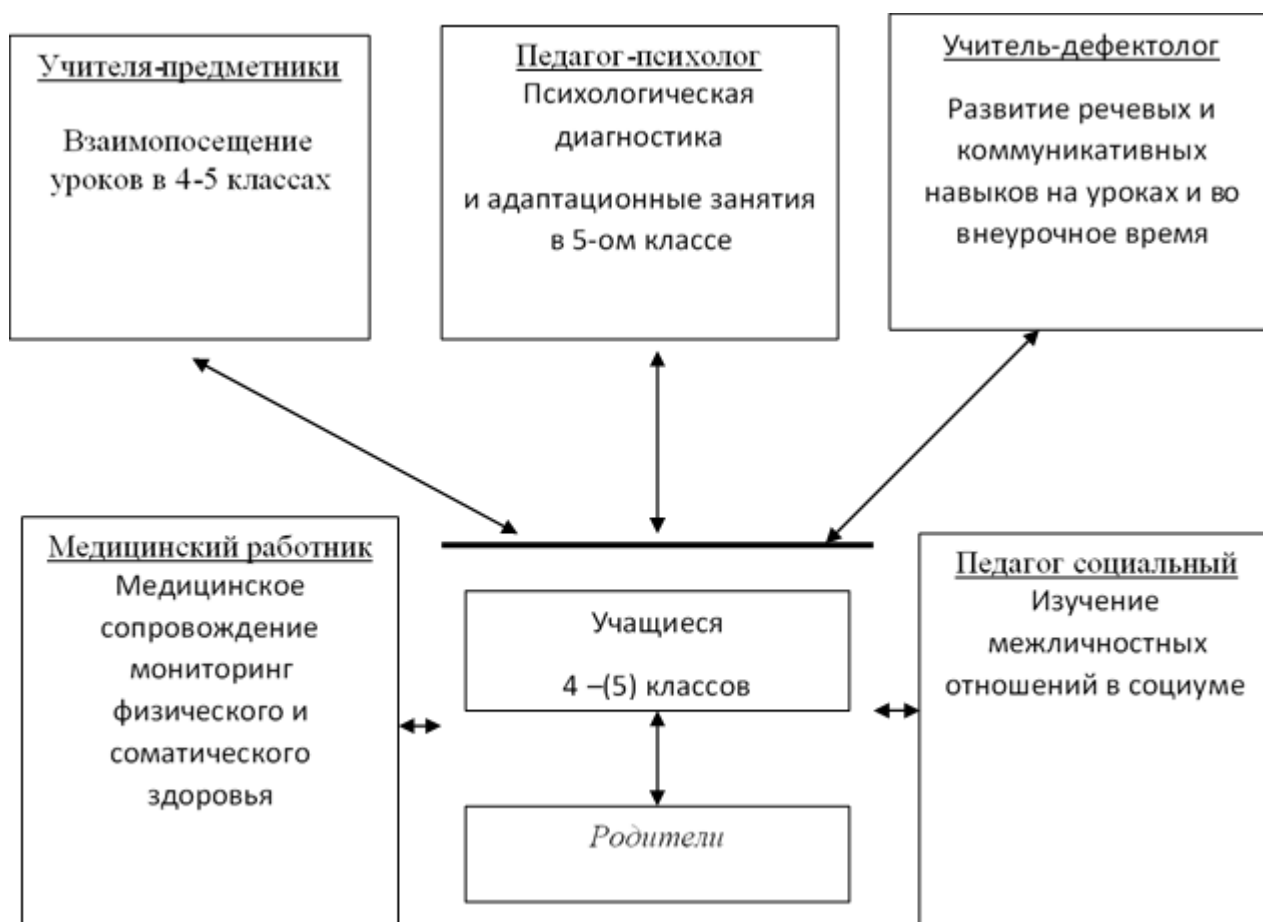 Учителя-предметники
Взаимопосещение
уроков в 4-5 классах
Педагог-психолог
Психологическая
диагностика
и адаптационные занятия
в 5-ом классе
Учитель-дефектолог
Развитие речевых и
коммуникативных
навыков на уроках и во
внеурочное время
Медицинский работник
Медицинское
сопровождение
мониторинг
физического и
соматического
здоровья
Учащиеся
4 –(5) классов
Родители
Педагог социальный
Изучение
межличностных
отношений в социуме